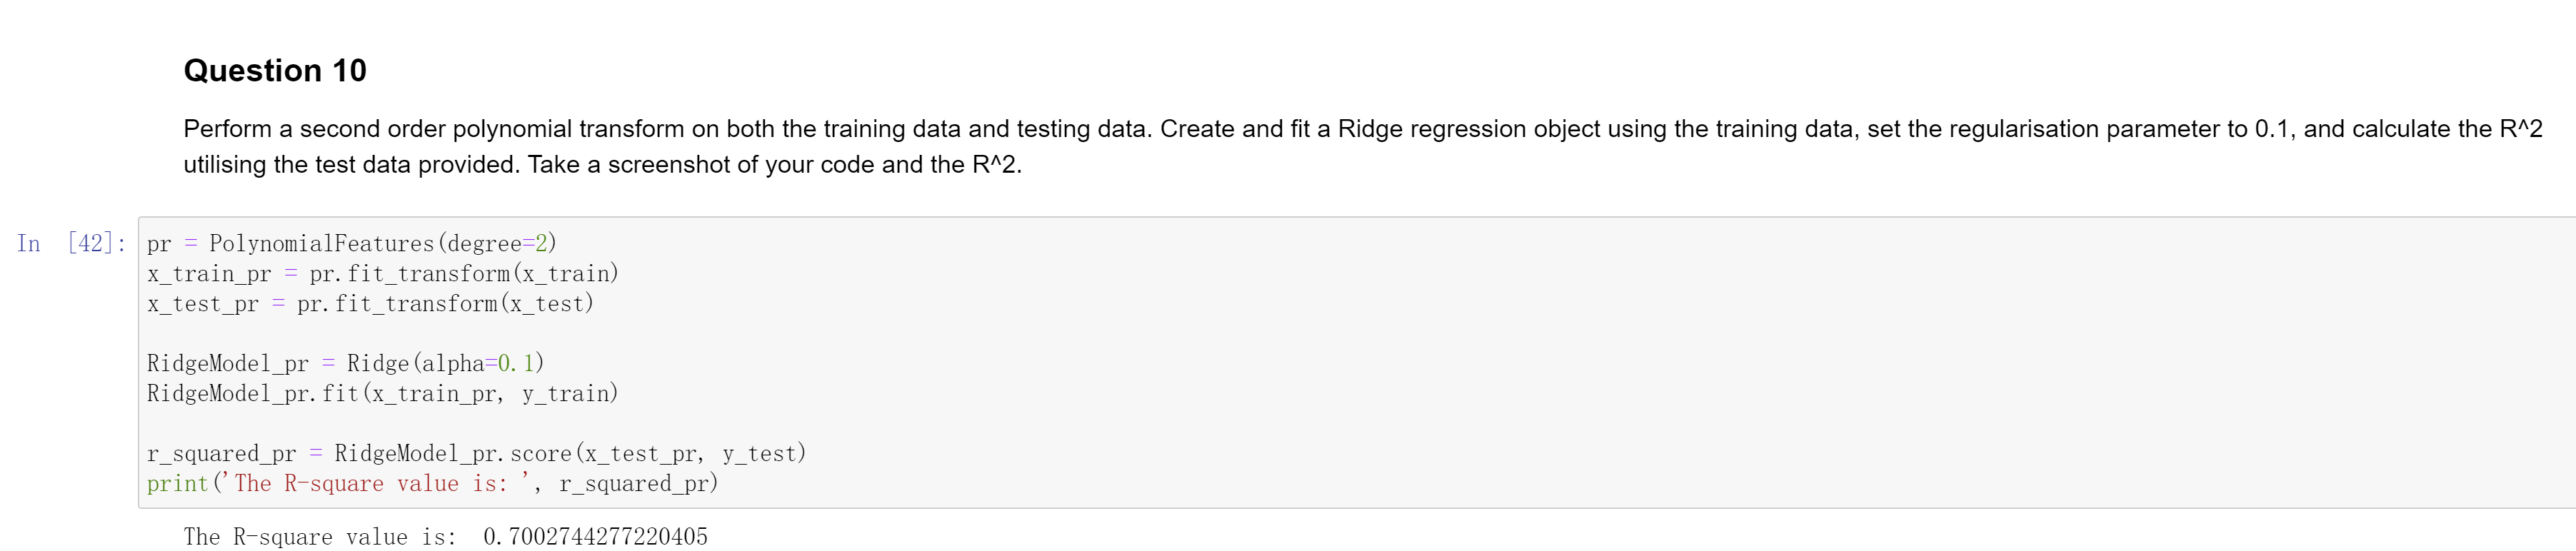 Question 10
Perform a second order polynomial transform on both the training data and testing data. Create and fit a Ridge regression object using the training data, set the regularisation parameter to 0.1, and calculate the R^2
utilising the test data provided. Take a screenshot of your code and the R^2.
In [42]: pr = PolynomialFeatures(degree=2)
x_train_pr = pr.fit_transform(x_train)
x_test_pr = pr.fit_transform(x_test)
RidgeModel_pr = Ridge(alpha=0.1)
RidgeModel_pr.fit(x_train_pr, y_train)
r_squared_pr = RidgeModel_pr.score(x_test_pr, y_test)
print('The R-square value is: ', r_squared_pr)
The R-square value is:  0.7002744277220405